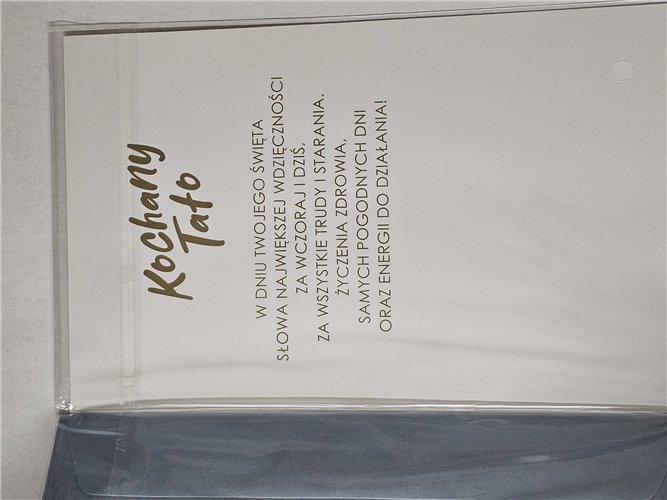 Kochany
Tato
W DNIU TWOJEGO ŚWIĘTA
SŁOWA NAJWIĘKSZEJ WDZIĘCZNOŚCI
ZA WCZORAJ I DZIŚ,
ZA WSZYSTKIE TRUDY I STARANIA.
ŻYCZENIA ZDROWIA,
SAMYCH POGODNYCH DNI
ORAZ ENERGII DO DZIAŁANIA!